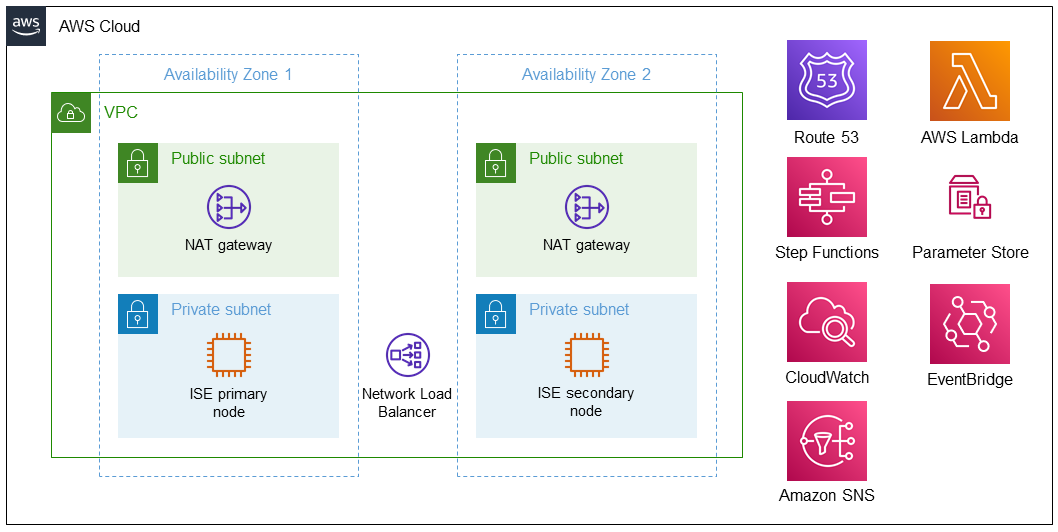 aws
AWS Cloud
Availability Zone 1
Availability Zone 2
VPC
Public subnet
NAT gateway
Public subnet
NAT gateway
Private subnet
ISE primary
node
Network Load
Balancer
Private subnet
ISE secondary
node
53
Route 53
AWS Lambda
Step Functions
Parameter Store
CloudWatch
EventBridge
Amazon SNS